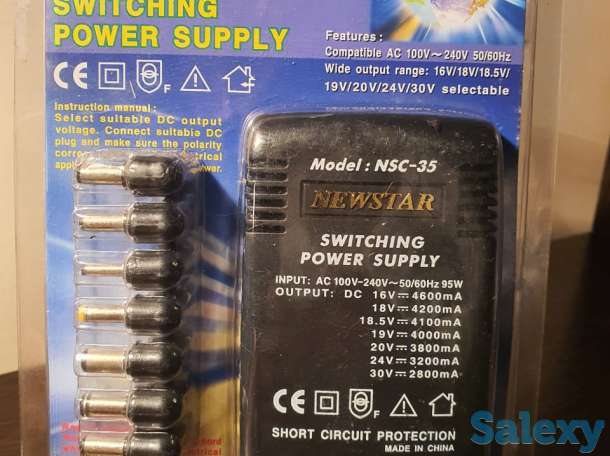 SWITCHING
POWER SUPPLY
CE F
Features :
Compatible AC 100V~240V 50/60Hz
Wide output range: 16V/18V/18.5V/
19V/20V/24V/30V selectable
Instruction manual :
Select suitable DC output
voltage. Connect suitable DC
plug and make sure the polarity
Model : NSC-35
NEWSTAR
SWITCHING
POWER SUPPLY
INPUT: AC 100V-240V~50/60Hz 95W
OUTPUT: DC 16V⎓4600mA
18V⎓4200mA
18.5V⎓4100mA
19V⎓4000mA
20V⎓3800mA
24V⎓3200mA
30V⎓2800mA
CE F
SHORT CIRCUIT PROTECTION
MADE IN CHINA
Salexy